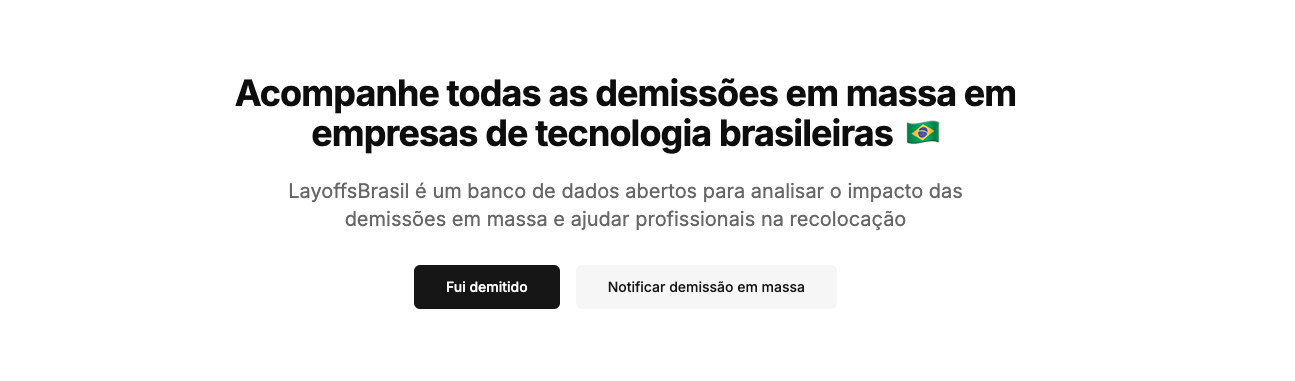 Acompanhe todas as demissões em massa em
empresas de tecnologia brasileiras 🇧🇷
LayoffsBrasil é um banco de dados abertos para analisar o impacto das
demissões em massa e ajudar profissionais na recolocação
Fui demitido
Notificar demissão em massa